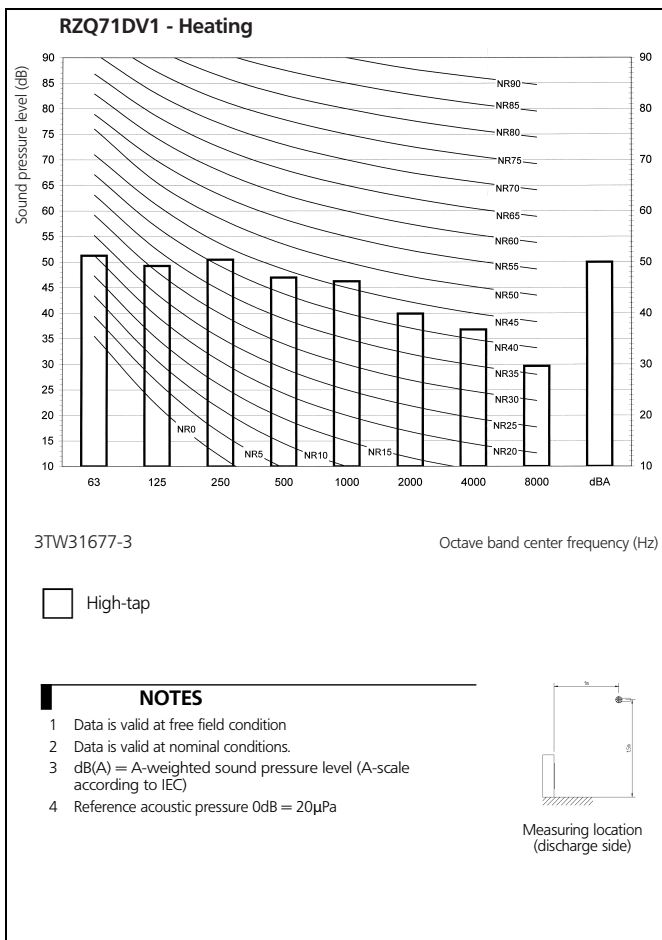 RZQ71DV1 - Heating
Sound pressure level (dB)
90
85
80
75
70
65
60
55
50
45
40
35
30
25
20
15
10
90
80
70
60
50
40
30
20
10
NR90
NR85
NR80
NR75
NR70
NR65
NR60
NR55
NR50
NR45
NR40
NR35
NR30
NR25
NR20
NR0
NR5
NR10
NR15
63 125 250 500 1000 2000 4000 8000 dBA
3TW31677-3
Octave band center frequency (Hz)
High-tap
NOTES
1 Data is valid at free field condition
2 Data is valid at nominal conditions.
3 dB(A) = A-weighted sound pressure level (A-scale
according to IEC)
4 Reference acoustic pressure 0dB = 20µPa
Measuring location
(discharge side)